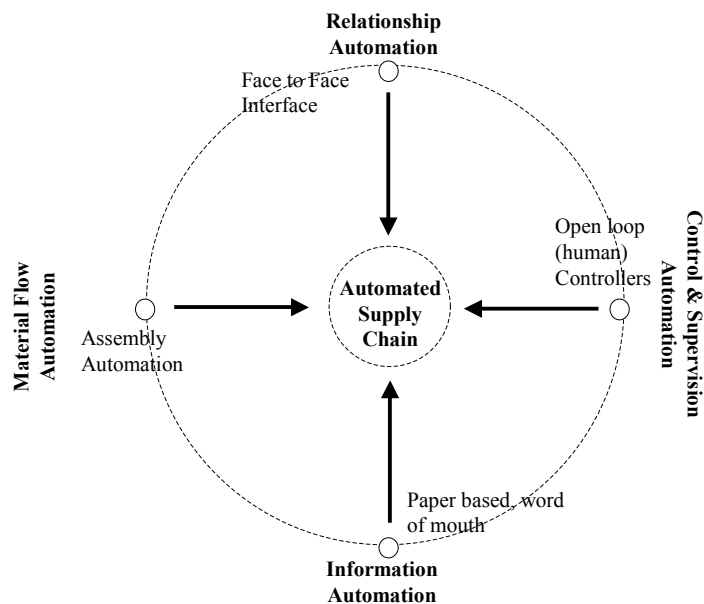 Relationship
Automation
Face to Face
Interface
Open loop
(human)
Controllers
Control & Supervision
Automation
Automated
Supply
Chain
Material Flow
Automation
Assembly
Automation
Paper based, word
of mouth
Information
Automation